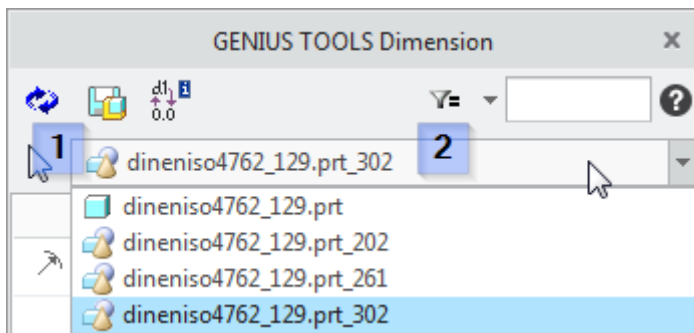 GENIUS TOOLS Dimension
d1
0.0
1
dineniso4762_129.prt_302
2
dineniso4762_129.prt
dineniso4762_129.prt_202
dineniso4762_129.prt_261
dineniso4762_129.prt_302